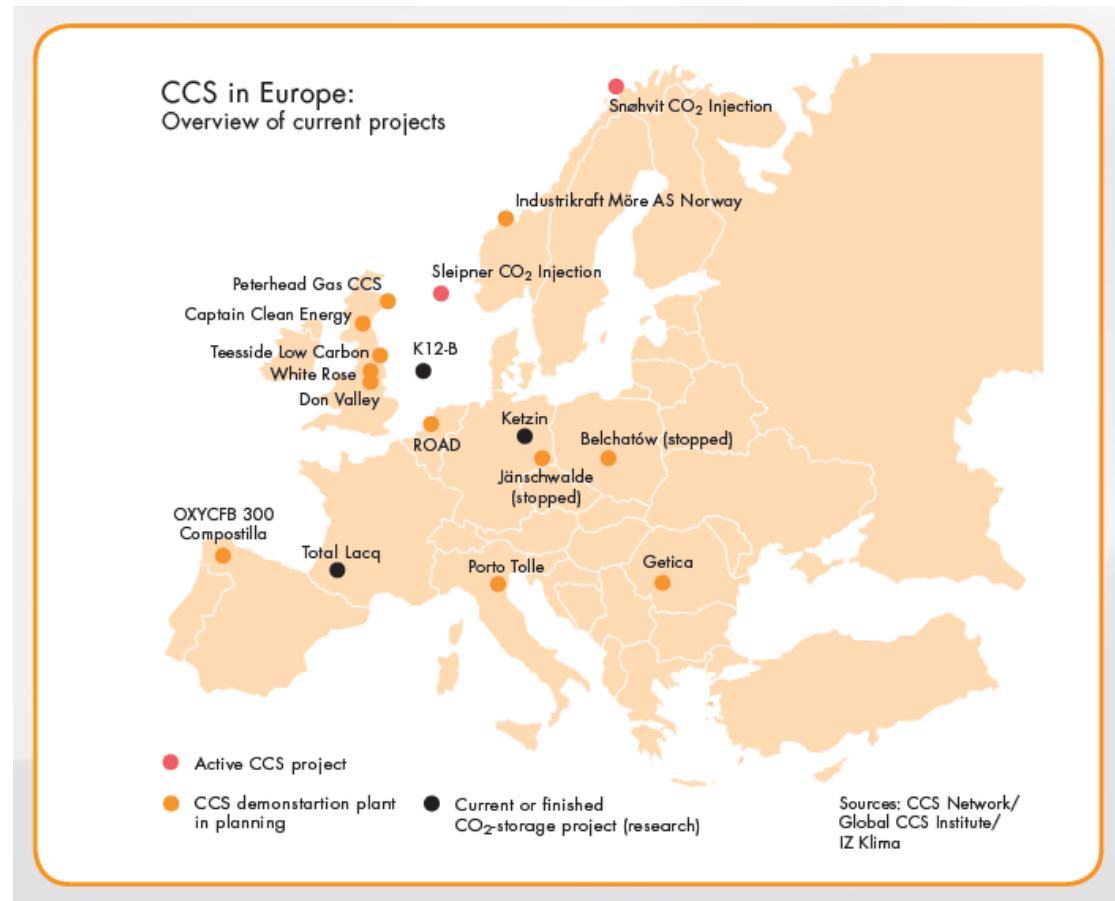 CCS in Europe:
Overview of current projects
Snøhvit CO₂ Injection
Industrikraft Möre AS Norway
Sleipner CO₂ Injection
Peterhead Gas CCS
Captain Clean Energy
Teesside Low Carbon
White Rose
Don Valley
K12-B
ROAD
Ketzin
Belchatów (stopped)
Jänschwalde
(stopped)
OXYCFB 300
Compostilla
Total Lacq
Porto Tolle
Getica
Active CCS project
CCS demonstartion plant
in planning
Current or finished
CO₂-storage project (research)
Sources: CCS Network/
Global CCS Institute/
IZ Klima